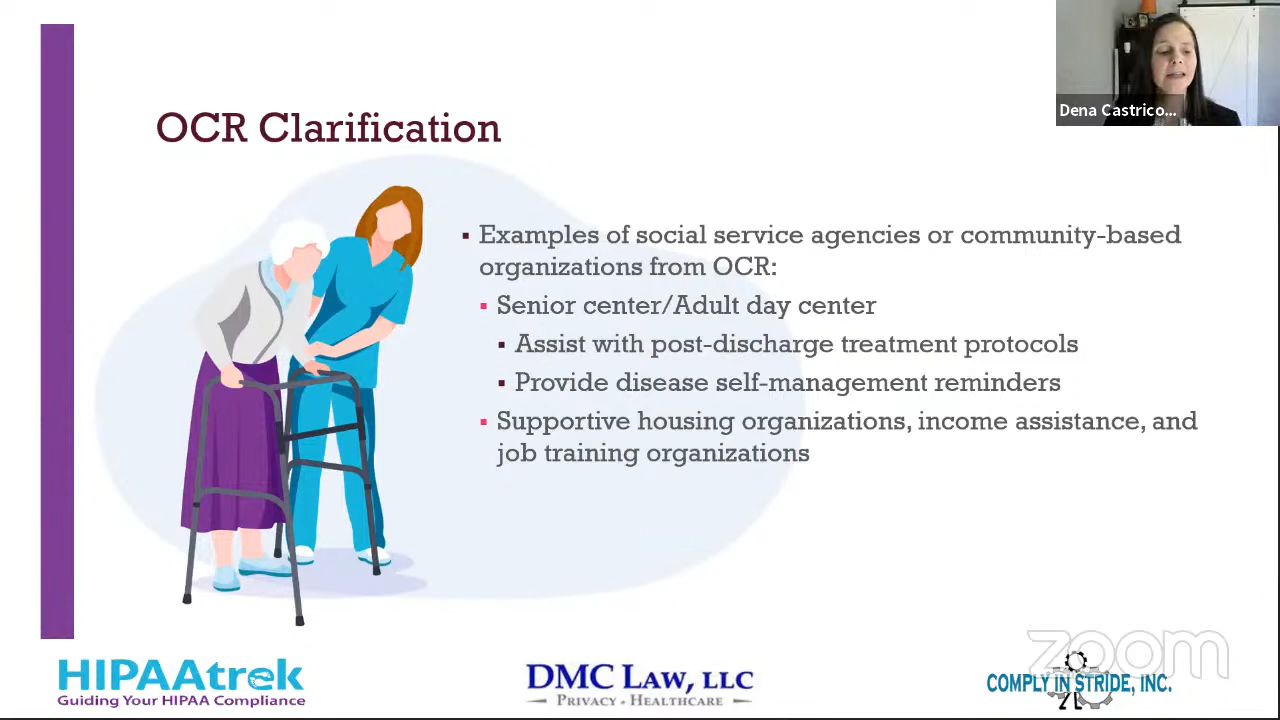 Dena Castrico...
OCR Clarification
Examples of social service agencies or community-based
organizations from OCR:
Senior center/Adult day center
Assist with post-discharge treatment protocols
Provide disease self-management reminders
Supportive housing organizations, income assistance, and
job training organizations
zoom
HIPAAtrek
Guiding Your HIPAA Compliance
DMC LAW, LLC
PRIVACY - HEALTHCARE
COMPLY IN STRIDE, INC.